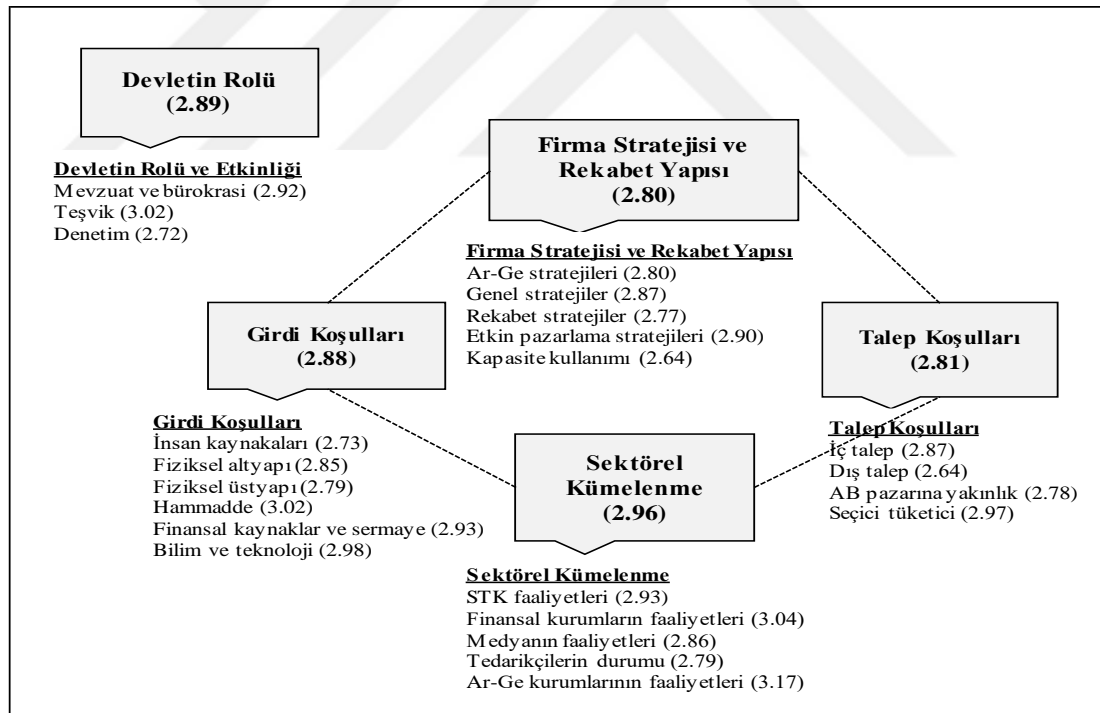 Devletin Rolü
(2.89)
Devletin Rolü ve Etkinliği
Mevzuat ve bürokrasi (2.92)
Teşvik (3.02)
Denetim (2.72)
Firma Stratejisi ve
Rekabet Yapısı
(2.80)
Firma Stratejisi ve Rekabet Yapısı
Ar-Ge stratejileri (2.80)
Genel stratejiler (2.87)
Rekabet stratejiler (2.77)
Etkin pazarlama stratejileri (2.90)
Kapasite kullanımı (2.64)
Girdi Koşulları
(2.88)
Girdi Koşulları
İnsan kaynakaları (2.73)
Fiziksel altyapı (2.85)
Fiziksel üstyapı (2.79)
Hammadde (3.02)
Finansal kaynaklar ve sermaye (2.93)
Bilim ve teknoloji (2.98)
Talep Koşulları
(2.81)
Talep Koşulları
İç talep (2.87)
Dış talep (2.64)
AB pazarına yakınlık (2.78)
Seçici tüketici (2.97)
Sektörel
Kümelenme
(2.96)
Sektörel Kümelenme
STK faaliyetleri (2.93)
Finansal kurumların faaliyetleri (3.04)
Medyanın faaliyetleri (2.86)
Tedarikçilerin durumu (2.79)
Ar-Ge kurumlarının faaliyetleri (3.17)